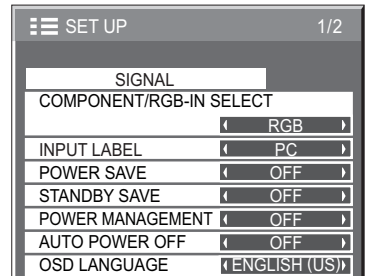 SET UP 1/2
SIGNAL
COMPONENT/RGB-IN SELECT
RGB
INPUT LABEL PC
POWER SAVE OFF
STANDBY SAVE OFF
POWER MANAGEMENT OFF
AUTO POWER OFF OFF
OSD LANGUAGE ENGLISH (US)